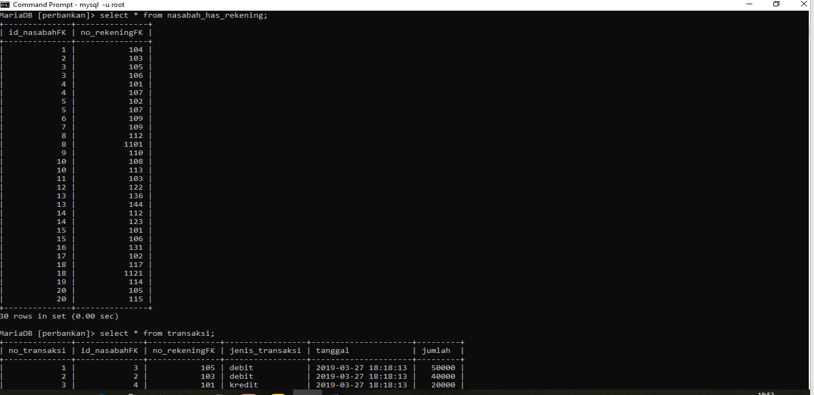 Command Prompt - mysql -u root
MariaDB [perbankan]> select * from nasabah_has_rekening;
+--------------+---------------+
| id_nasabahFK | no_rekeningFK |
+--------------+---------------+
| 1 | 104 |
| 2 | 103 |
| 3 | 105 |
| 3 | 106 |
| 4 | 101 |
| 4 | 107 |
| 5 | 102 |
| 5 | 107 |
| 6 | 109 |
| 7 | 109 |
| 8 | 112 |
| 8 | 1101 |
| 9 | 110 |
| 10 | 108 |
| 10 | 113 |
| 11 | 103 |
| 12 | 122 |
| 13 | 136 |
| 13 | 144 |
| 14 | 112 |
| 14 | 123 |
| 15 | 101 |
| 15 | 106 |
| 16 | 131 |
| 17 | 102 |
| 18 | 117 |
| 18 | 1121 |
| 19 | 114 |
| 20 | 105 |
| 20 | 115 |
+--------------+---------------+
30 rows in set (0.00 sec)
MariaDB [perbankan]> select * from transaksi;
+--------------+--------------+---------------+-----------------+---------------------+--------+
| no_transaksi | id_nasabahFK | no_rekeningFK | jenis_transaksi | tanggal | jumlah |
+--------------+--------------+---------------+-----------------+---------------------+--------+
| 1 | 3 | 105 | debit | 2019-03-27 18:18:13 | 50000 |
| 2 | 2 | 103 | debit | 2019-03-27 18:18:13 | 40000 |
| 3 | 4 | 101 | kredit | 2019-03-27 18:18:13 | 20000 |